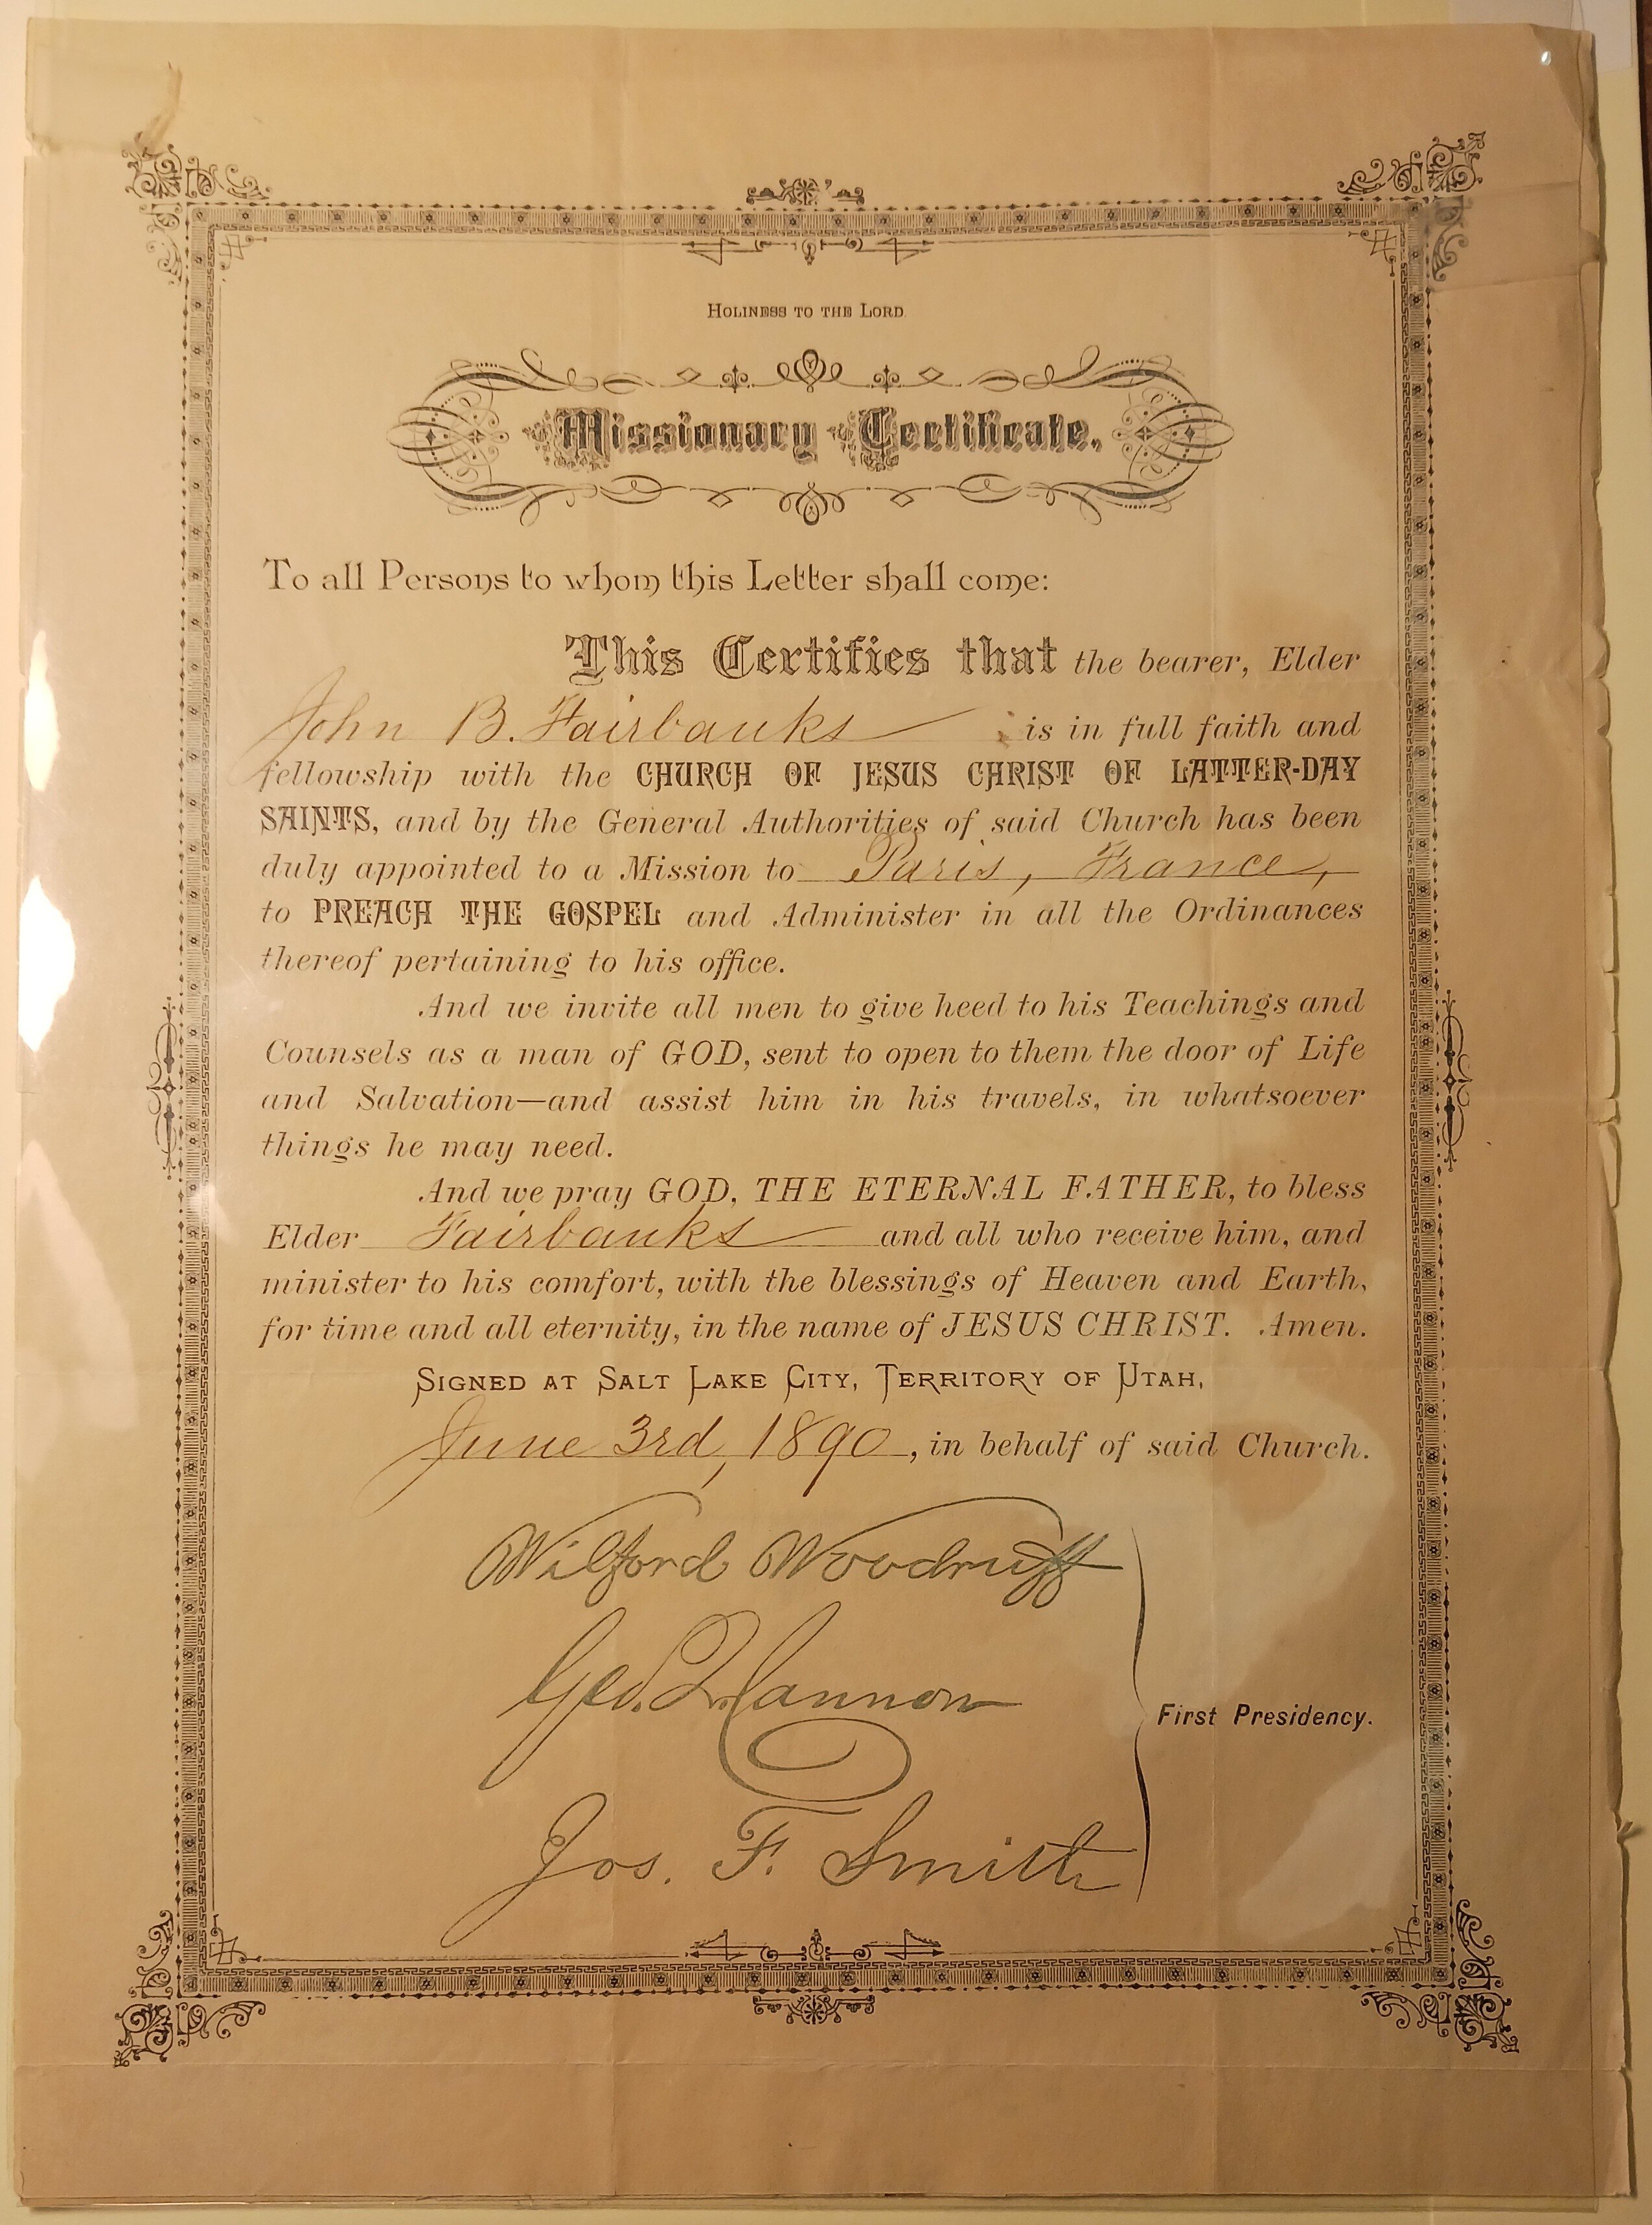 HOLINESS TO THE LORD
Missionary Certificate.
To all Persons to whom this Letter shall come:
This Certifies that the bearer, Elder
John B. Fairbanks is in full faith and
fellowship with the CHURCH OF JESUS CHRIST OF LATTER-DAY
SAINTS, and by the General Authorities of said Church has been
duly appointed to a Mission to Paris, France,
to PREACH THE GOSPEL and Administer in all the Ordinances
thereof pertaining to his office.
And we invite all men to give heed to his Teachings and
Counsels as a man of GOD, sent to open to them the door of Life
and Salvation—and assist him in his travels, in whatsoever
things he may need.
And we pray GOD, THE ETERNAL FATHER, to bless
Elder Fairbanks and all who receive him, and
minister to his comfort, with the blessings of Heaven and Earth,
for time and all eternity, in the name of JESUS CHRIST. Amen.
SIGNED AT SALT LAKE CITY, TERRITORY OF UTAH,
June 3rd, 1890, in behalf of said Church.
Wilford Woodruff
Geo. Q. Cannon
First Presidency.
Jos. F. Smith